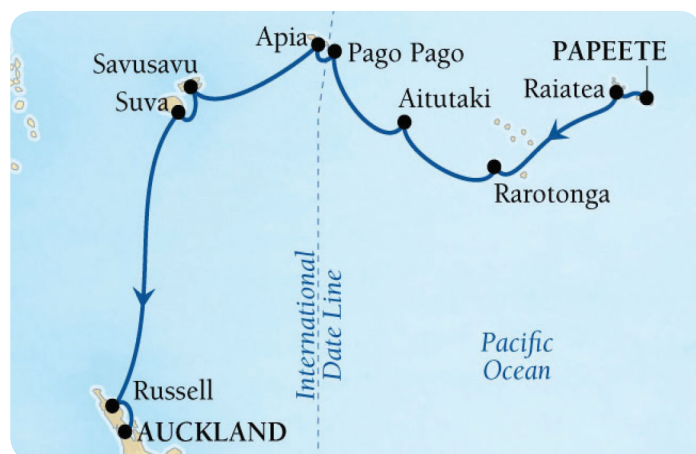 Apia
Pago Pago
PAPEETE
Savusavu
Raiatea
Suva
Aitutaki
Rarotonga
International
Date Line
Pacific
Ocean
Russell
AUCKLAND